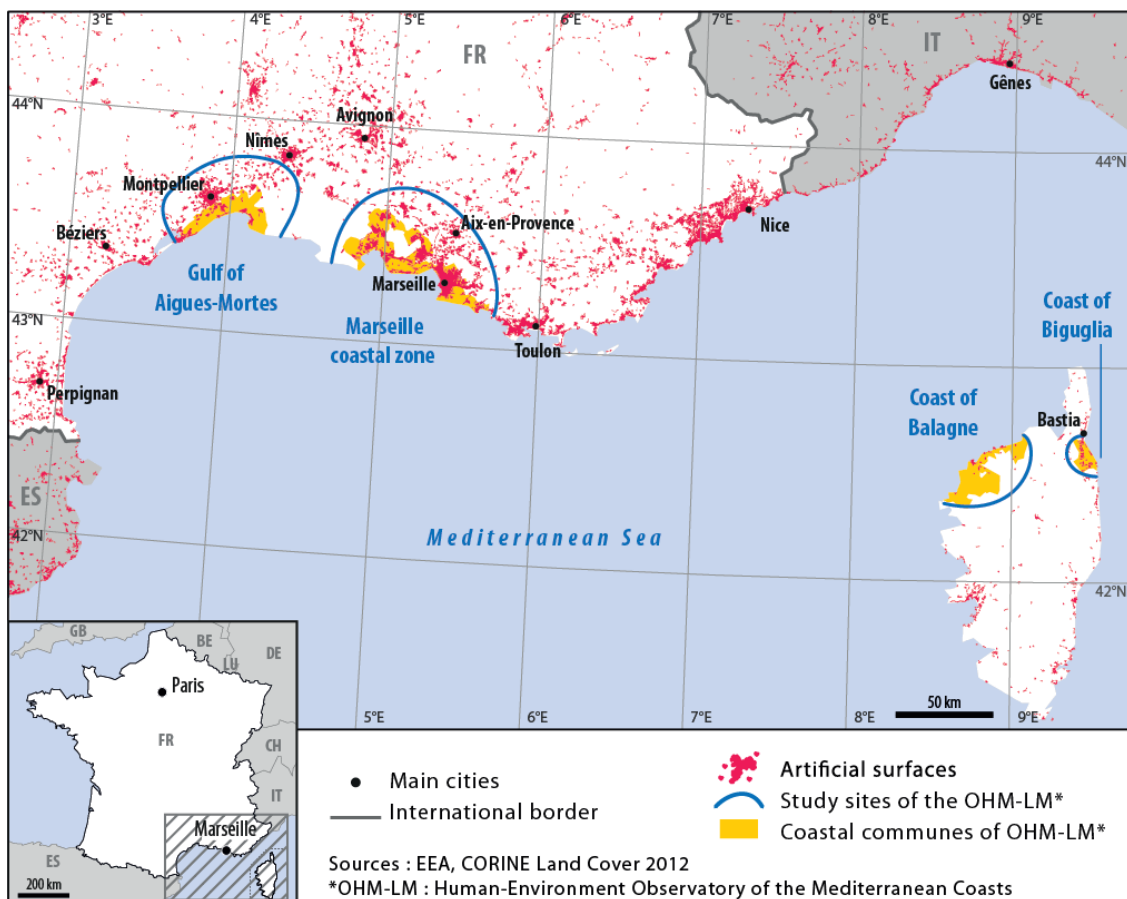 3°E
4°E
5°E
6°E
7°E
8°E
9°E
FR
IT
Gênes
44°N
Avignon
Nîmes
44°N
Montpellier
Béziers
Aix-en-Provence
Nice
Gulf of
Aigues-Mortes
Marseille
Coast of
Biguglia
43°N
Marseille
coastal zone
Toulon
Perpignan
Coast of
Balagne
Bastia
ES
Mediterranean Sea
42°N
42°N
50 km
5°E
6°E
7°E
8°E
9°E
GB
BE
LU
DE
Paris
FR
CH
IT
Marseille
ES
200 km
Main cities
International border
Artificial surfaces
Study sites of the OHM-LM*
Coastal communes of OHM-LM*
Sources : EEA, CORINE Land Cover 2012
*OHM-LM : Human-Environment Observatory of the Mediterranean Coasts